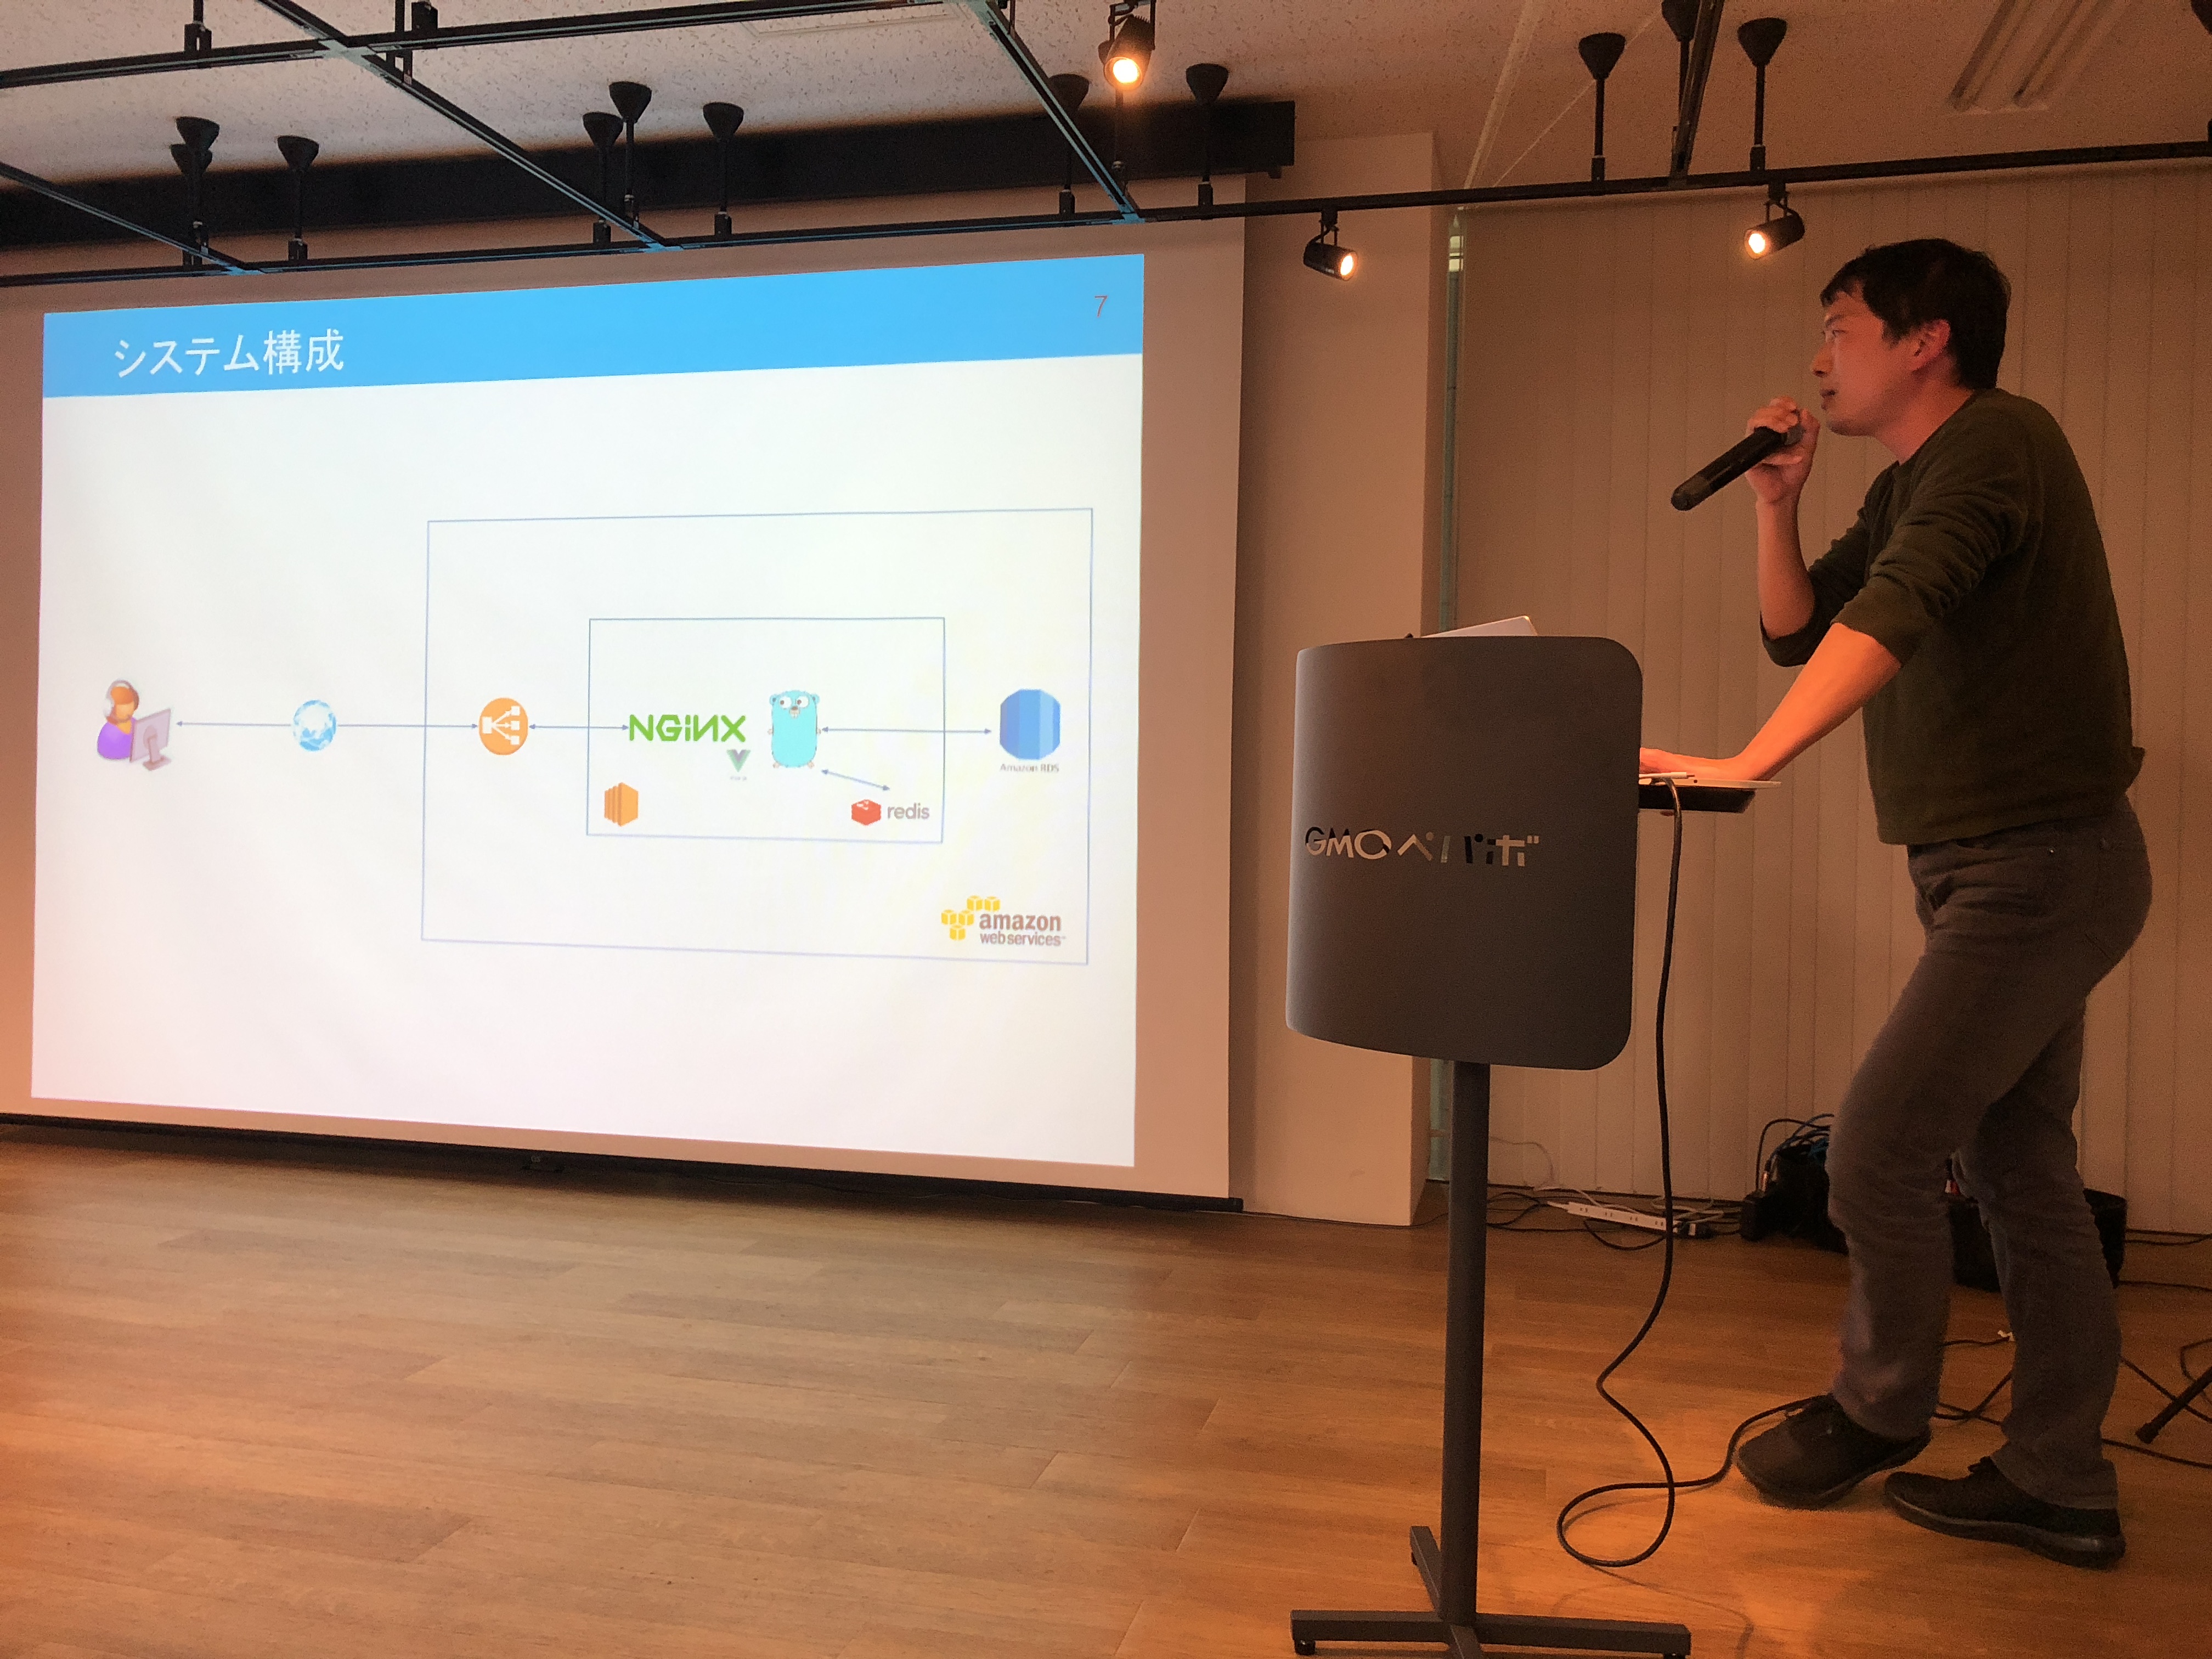 システム構成
7
NGINX
Amazon RDS
redis
amazon
web services™
GMOペパボ